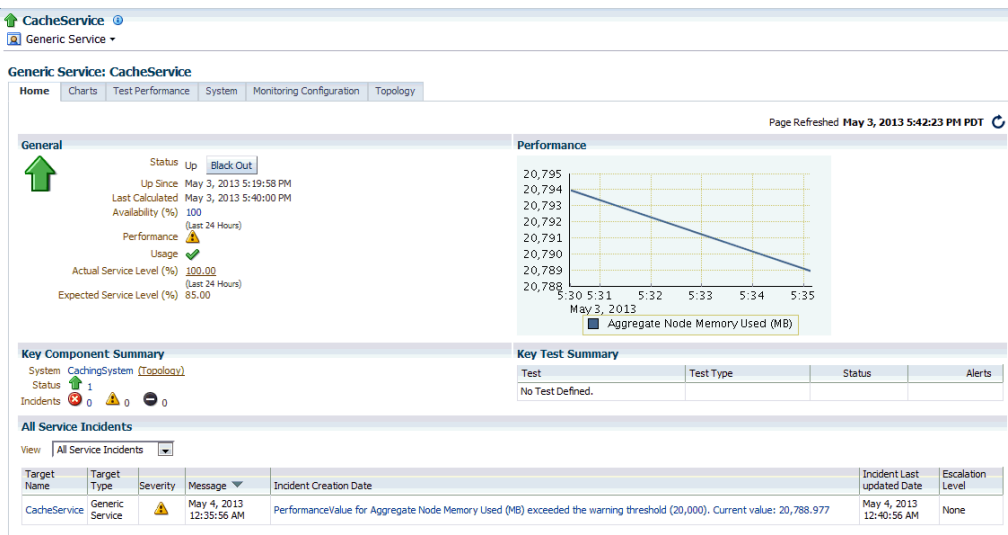 CacheService
Generic Service
Generic Service: CacheService
Home Charts Test Performance System Monitoring Configuration Topology
Page Refreshed May 3, 2013 5:42:23 PM PDT
General
Status Up Black Out
Up Since May 3, 2013 5:19:58 PM
Last Calculated May 3, 2013 5:40:00 PM
Availability (%) 100
(Last 24 Hours)
Performance
Usage
Actual Service Level (%) 100.00
(Last 24 Hours)
Expected Service Level (%) 85.00
Performance
20,795
20,794
20,793
20,792
20,791
20,790
20,789
20,788
5:30 5:31 5:32 5:33 5:34 5:35
May 3, 2013
Aggregate Node Memory Used (MB)
Key Component Summary
System CachingSystem (Topology)
Status 1
Incidents 0 0 0
Key Test Summary
Test Test Type Status Alerts
No Test Defined.
All Service Incidents
View All Service Incidents
Target Name Target Type Severity Message Incident Creation Date Incident Last updated Date Escalation Level
CacheService Generic Service May 4, 2013 12:35:56 AM PerformanceValue for Aggregate Node Memory Used (MB) exceeded the warning threshold (20,000). Current value: 20,788.977 May 4, 2013 12:40:56 AM None